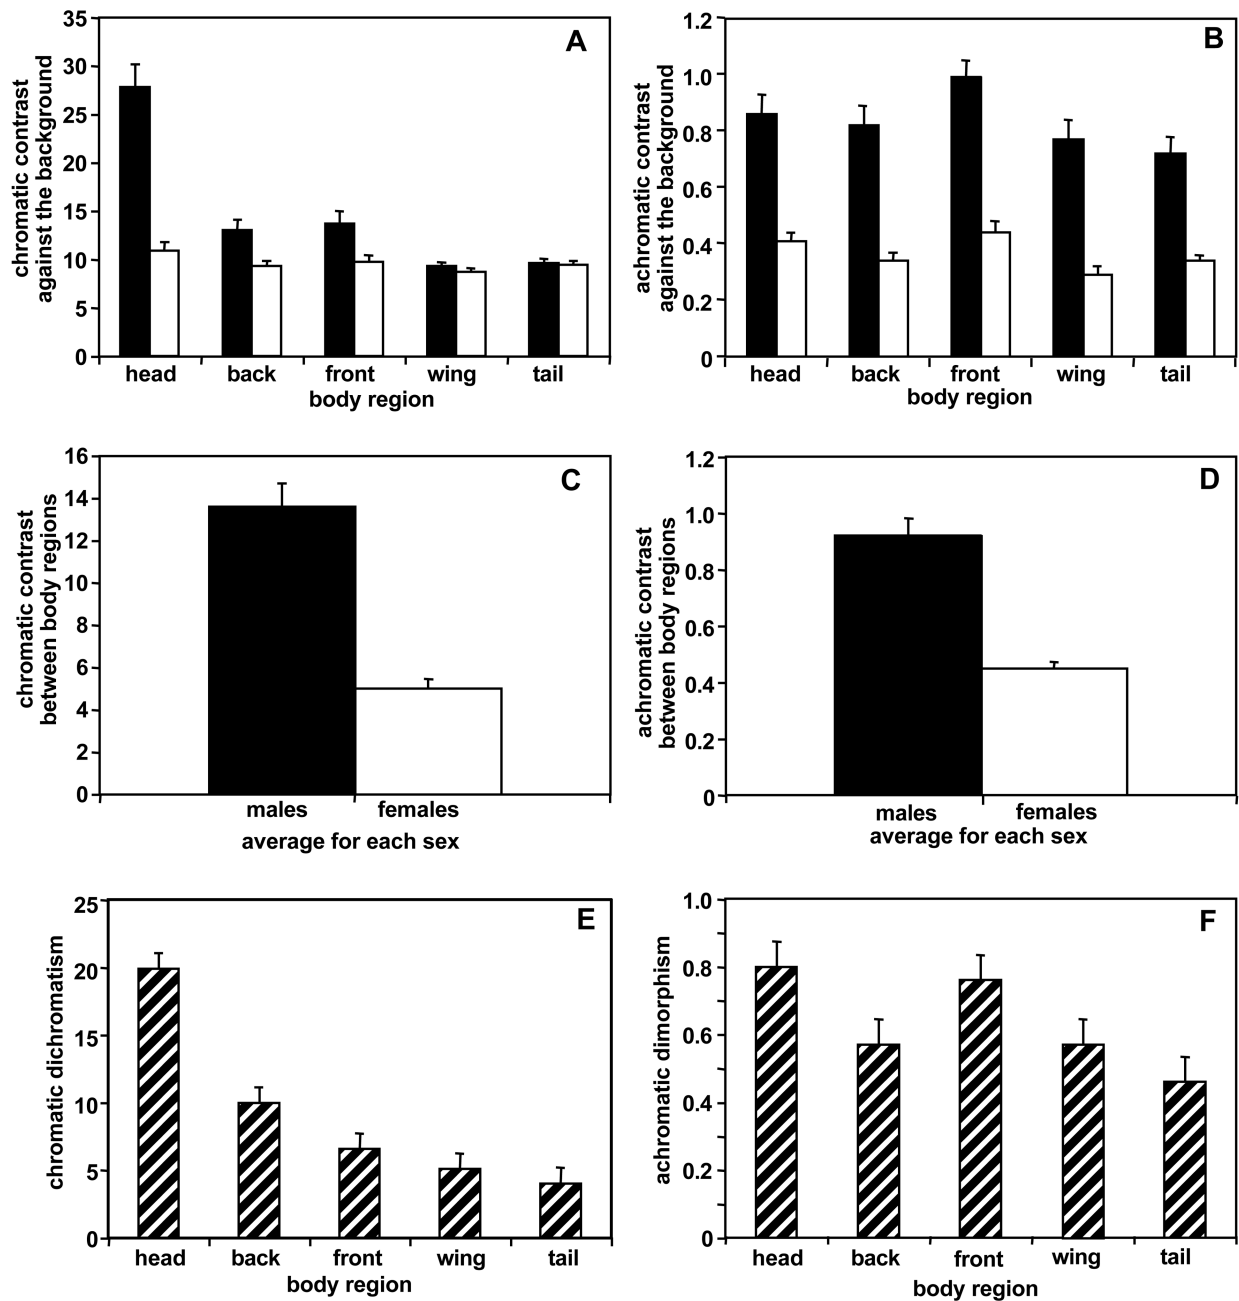 A
chromatic contrast
against the background
35
30
25
20
15
10
5
0
head back front wing tail
body region
B
achromatic contrast
against the background
1.2
1.0
0.8
0.6
0.4
0.2
0
head back front wing tail
body region
C
chromatic contrast
between body regions
16
14
12
10
8
6
4
2
0
males females
average for each sex
D
achromatic contrast
between body regions
1.2
1.0
0.8
0.6
0.4
0.2
0
males females
average for each sex
E
chromatic dichromatism
25
20
15
10
5
0
head back front wing tail
body region
F
achromatic dimorphism
1.0
0.8
0.6
0.4
0.2
0
head back front wing tail
body region